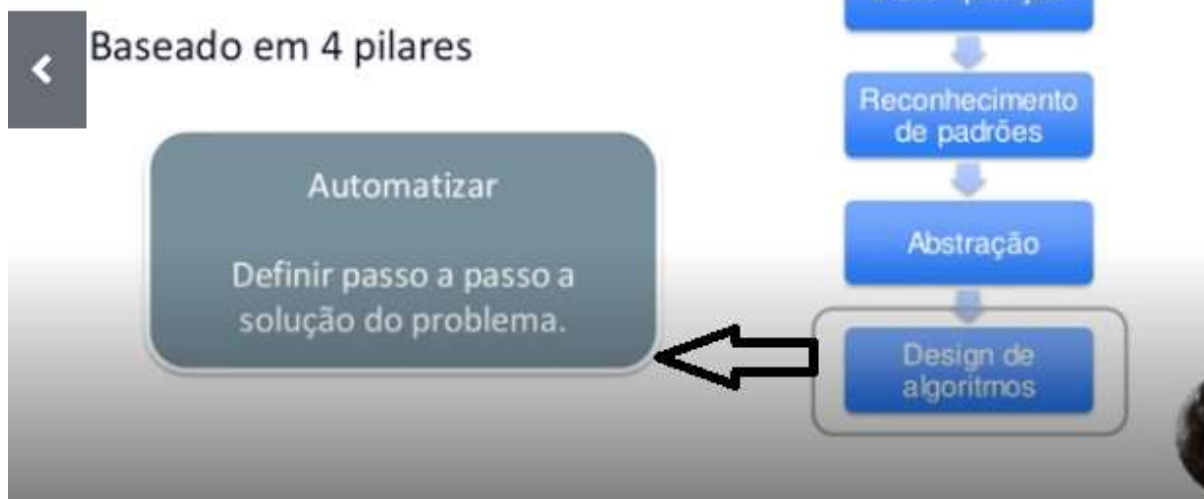 Baseado em 4 pilares
Automatizar
Definir passo a passo a
solução do problema.
Reconhecimento
de padrões
Abstração
Design de
algoritmos